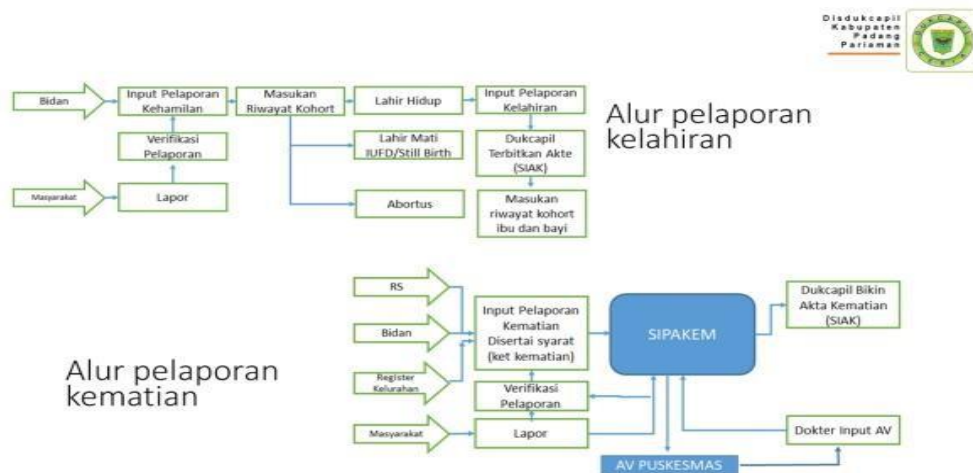 Disdukcapil
Kabupaten
Padang
Pariaman
DUKCAPIL
CERIA
Bidan
Input Pelaporan
Kehamilan
Masukan
Riwayat Kohort
Lahir Hidup
Input Pelaporan
Kelahiran
Alur pelaporan
kelahiran
Verifikasi
Pelaporan
Lahir Mati
IUFD/Still Birth
Dukcapil
Terbitkan Akte
(SIAK)
Masyarakat
Lapor
Abortus
Masukan
riwayat kohort
ibu dan bayi
RS
Bidan
Register
Kelurahan
Masyarakat
Input Pelaporan
Kematian
Disertai syarat
(ket kematian)
Verifikasi
Pelaporan
Lapor
SIPAKEM
Dukcapil Bikin
Akta Kematian
(SIAK)
Alur pelaporan
kematian
Dokter Input AV
AV PUSKESMAS